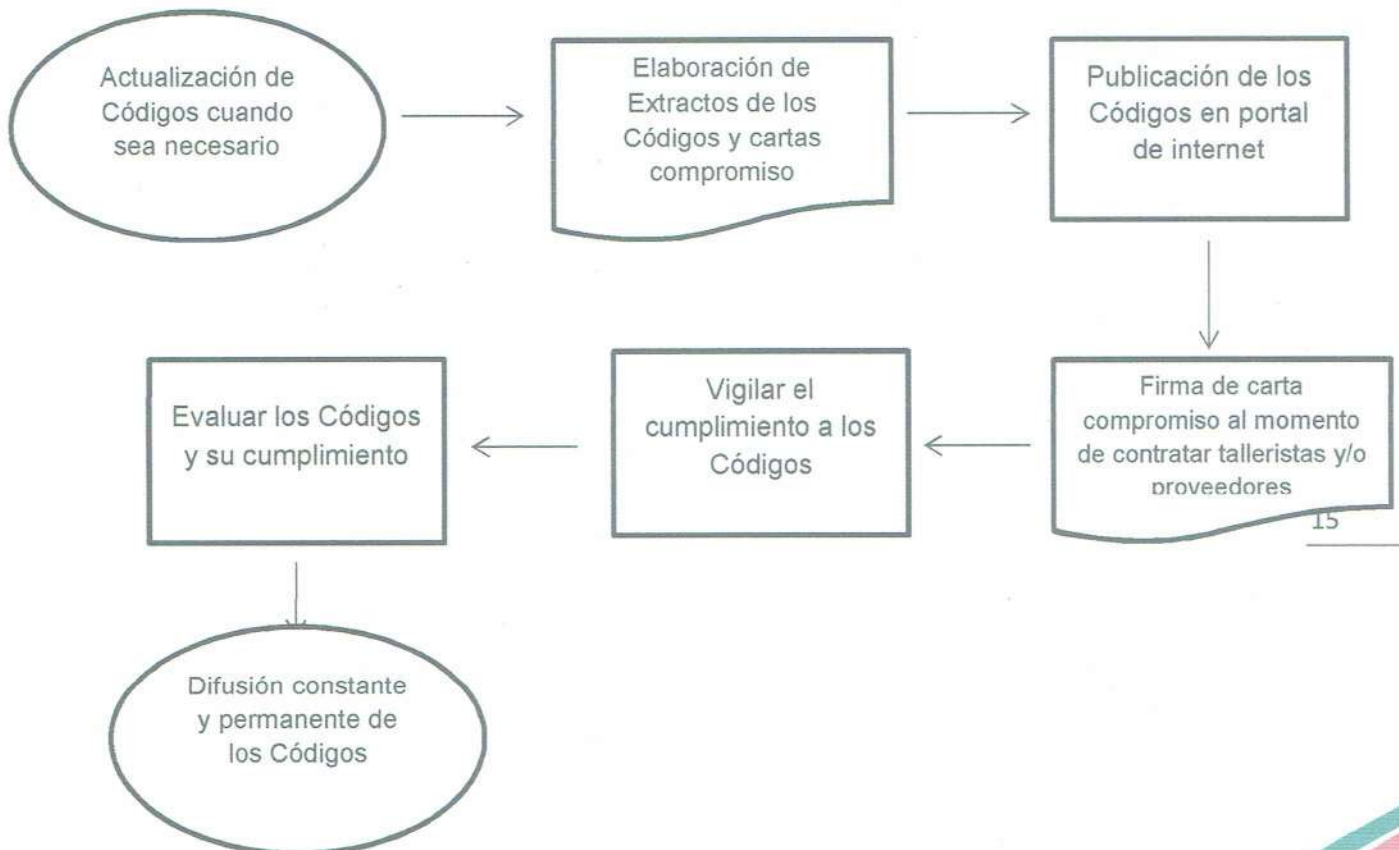 Actualización de
Códigos cuando
sea necesario
Elaboración de
Extractos de los
Códigos y cartas
compromiso
Publicación de los
Códigos en portal
de internet
Firma de carta
compromiso al momento
de contratar talleristas y/o
proveedores
15
Vigilar el
cumplimiento a los
Códigos
Evaluar los Códigos
y su cumplimiento
Difusión constante
y permanente de
los Códigos